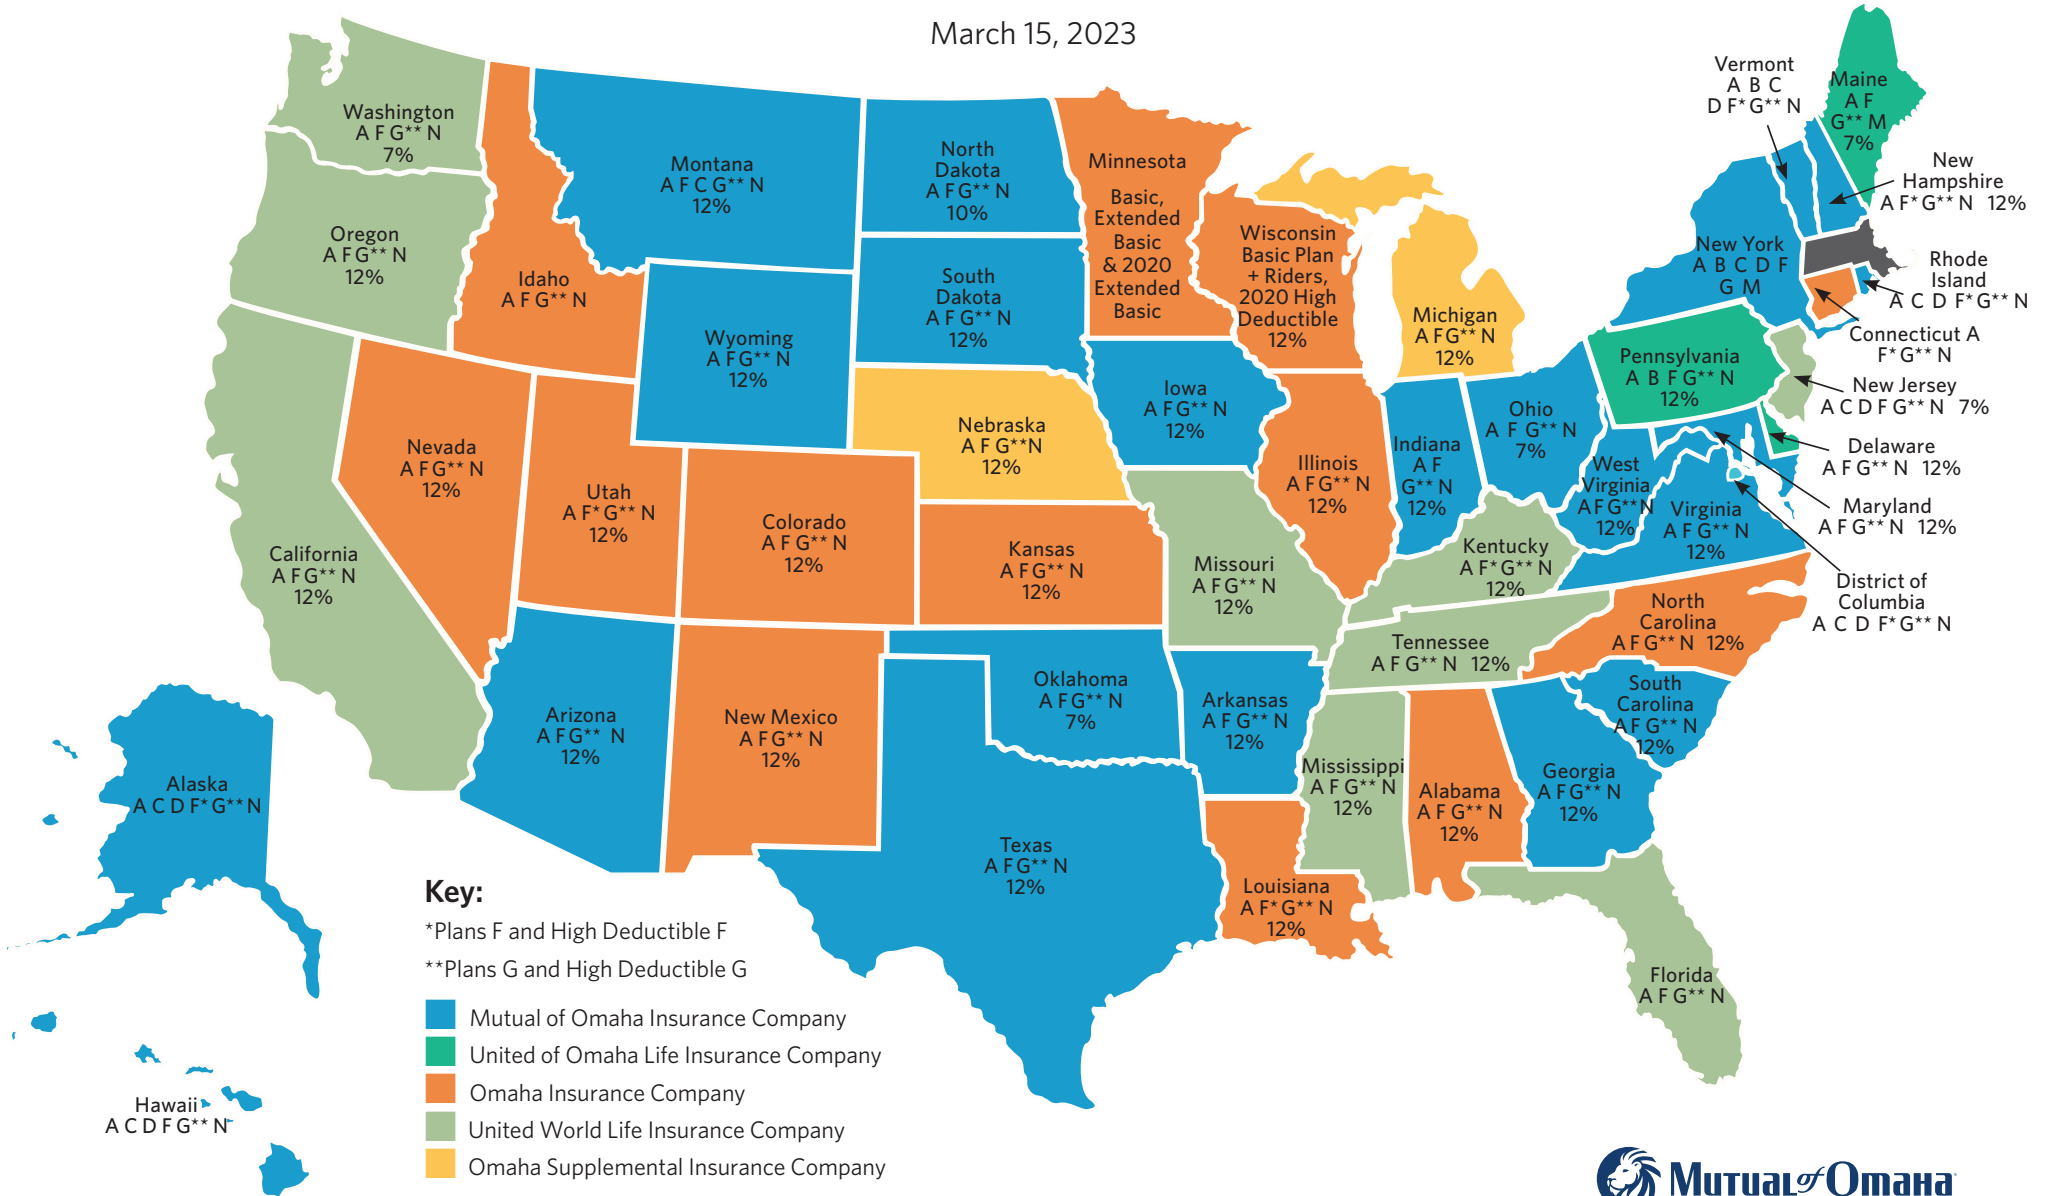 March 15, 2023
Washington
A F G** N
7%
Oregon
A F G** N
12%
Idaho
A F G** N
Montana
A F C G** N
12%
North
Dakota
A F G** N
10%
South
Dakota
A F G** N
12%
Wyoming
A F G** N
12%
Minnesota
Basic,
Extended
Basic
& 2020
Extended
Basic
Wisconsin
Basic Plan
+ Riders,
2020 High
Deductible
12%
Michigan
A F G** N
12%
Vermont
A B C
D F* G** N
Maine
A F
G** M
7%
New
Hampshire
A F* G** N 12%
New York
A B C D F
G M
Rhode
Island
A C D F* G** N
Connecticut A
F* G** N
Pennsylvania
A B F G** N
12%
New Jersey
A C D F G** N 7%
Delaware
A F G** N 12%
Maryland
A F G** N 12%
District of
Columbia
A C D F* G** N
Nebraska
A F G**N
12%
Iowa
A F G** N
12%
Illinois
A F G** N
12%
Indiana
A F
G** N
12%
Ohio
A F G** N
7%
West
Virginia
A F G** N
12%
Virginia
A F G** N
12%
Nevada
A F G** N
12%
Utah
A F* G** N
12%
Colorado
A F G** N
12%
Kansas
A F G** N
12%
Missouri
A F G** N
12%
Kentucky
A F* G** N
12%
California
A F G** N
12%
Tennessee
A F G** N 12%
North
Carolina
A F G** N 12%
South
Carolina
A F G** N
12%
Arizona
A F G** N
12%
New Mexico
A F G** N
12%
Oklahoma
A F G** N
7%
Arkansas
A F G** N
12%
Mississippi
A F G** N
12%
Alabama
A F G** N
12%
Georgia
A F G** N
12%
Texas
A F G** N
12%
Louisiana
A F* G** N
12%
Florida
A F G** N
Alaska
A C D F* G** N
Hawaii
A C D F G** N
Key:
*Plans F and High Deductible F
**Plans G and High Deductible G
Mutual of Omaha Insurance Company
United of Omaha Life Insurance Company
Omaha Insurance Company
United World Life Insurance Company
Omaha Supplemental Insurance Company
MUTUAL of OMAHA